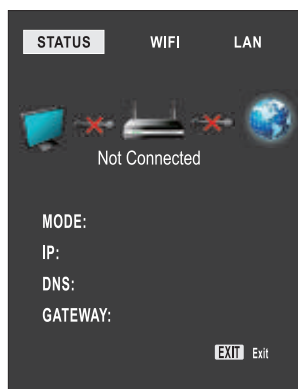 STATUS WIFI LAN
Not Connected
MODE:
IP:
DNS:
GATEWAY:
EXIT Exit